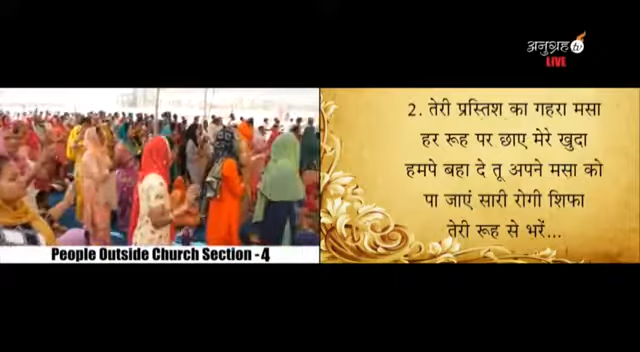 अनुग्रह tv
LIVE
2. तेरी प्रस्तिश का गहरा मसा
हर रूह पर छाए मेरे खुदा
हमपे बहा दे तू अपने मसा को
पा जाएं सारी रोगी शिफा
तेरी रूह से भरें...
People Outside Church Section -4